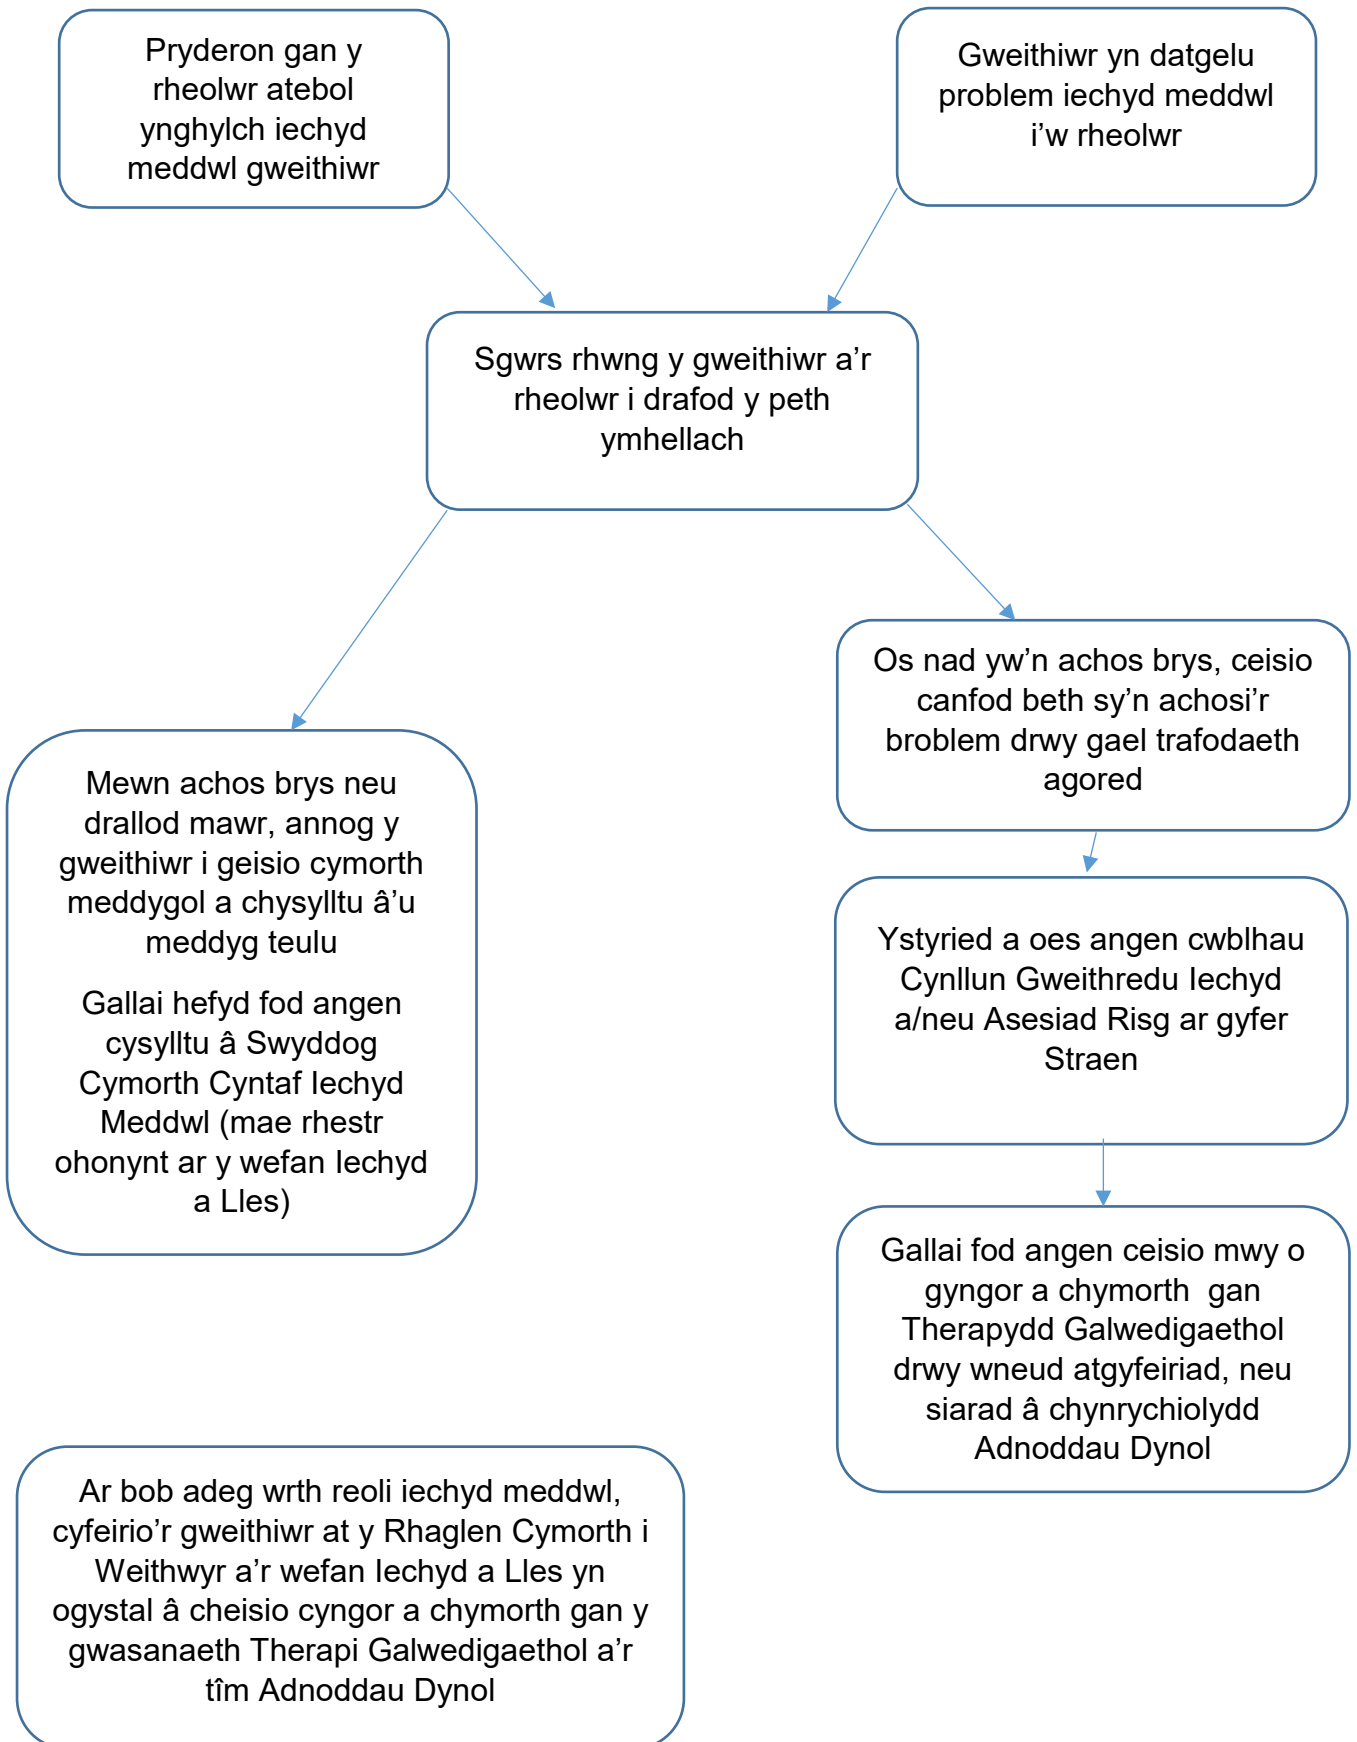 Pryderon gan y
rheolwr atebol
ynghylch iechyd
meddwl gweithiwr
Gweithiwr yn datgelu
problem iechyd meddwl
i’w rheolwr
Sgwrs rhwng y gweithiwr a’r
rheolwr i drafod y peth
ymhellach
Os nad yw’n achos brys, ceisio
canfod beth sy’n achosi’r
broblem drwy gael trafodaeth
agored
Mewn achos brys neu
drallod mawr, annog y
gweithiwr i geisio cymorth
meddygol a chysylltu â’u
meddyg teulu
Gallai hefyd fod angen
cysylltu â Swyddog
Cymorth Cyntaf Iechyd
Meddwl (mae rhestr
ohonynt ar y wefan Iechyd
a Lles)
Ystyried a oes angen cwblhau
Cynllun Gweithredu Iechyd
a/neu Asesiad Risg ar gyfer
Straen
Gallai fod angen ceisio mwy o
gyngor a chymorth  gan
Therapydd Galwedigaethol
drwy wneud atgyfeiriad, neu
siarad â chynrychiolydd
Adnoddau Dynol
Ar bob adeg wrth reoli iechyd meddwl,
cyfeirio’r gweithiwr at y Rhaglen Cymorth i
Weithwyr a’r wefan Iechyd a Lles yn
ogystal â cheisio cyngor a chymorth gan y
gwasanaeth Therapi Galwedigaethol a’r
tîm Adnoddau Dynol